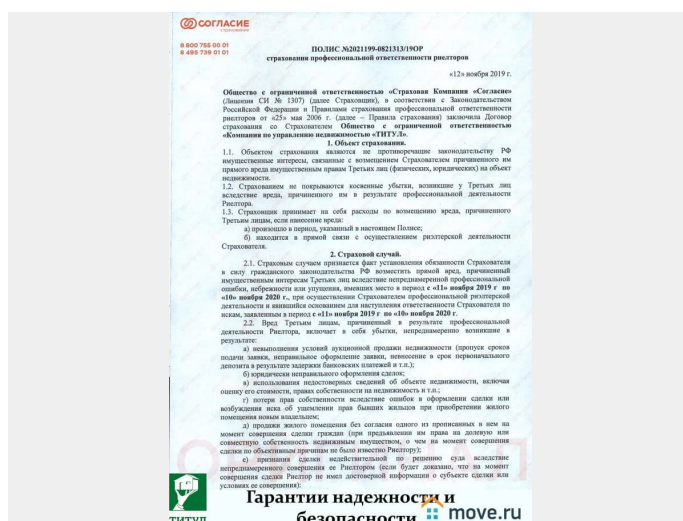 СОГЛАСИЕ
СТРАХОВАНИЕ
8 800 755 00 01
8 495 739 01 01
ПОЛИС №2021199-0821313/19ОР
страхования профессиональной ответственности риелторов
«12» ноября 2019 г.
Общество с ограниченной ответственностью «Страховая Компания «Согласие»
(Лицензия СИ № 1307) (далее Страховщик), в соответствии с Законодательством
Российской Федерации и Правилами страхования профессиональной ответственности
риелторов от «25» мая 2006 г. (далее – Правила страхования) заключила Договор
страхования со Страхователем Общество с ограниченной ответственностью
«Компания по управлению недвижимостью «ТИТУЛ».
1. Объект страхования.
1.1. Объектом страхования являются не противоречащие законодательству РФ
имущественные интересы, связанные с возмещением Страхователем причиненного им
прямого вреда имущественным правам Третьих лиц (физических, юридических) на объект
недвижимости.
1.2. Страхованием не покрываются косвенные убытки, возникшие у Третьих лиц
вследствие вреда, причиненного им в результате профессиональной деятельности
Риелтора.
1.3. Страховщик принимает на себя расходы по возмещению вреда, причиненного
Третьим лицам, если нанесение вреда:
а) произошло в период, указанный в настоящем Полисе;
б) находится в прямой связи с осуществлением риэлтерской деятельности
Страхователя.
2. Страховой случай.
2.1. Страховым случаем признается факт установления обязанности Страхователя
в силу гражданского законодательства РФ возместить прямой вред, причиненный
имущественным интересам Третьих лиц вследствие непреднамеренной профессиональной
ошибки, небрежности или упущения, имевших место в период с «11» ноября 2019 г по
«10» ноября 2020 г., при осуществлении Страхователем профессиональной риэлтерской
деятельности и явившийся основанием для наступления ответственности Страхователя по
искам, заявленным в период с «11» ноября 2019 г по «10» ноября 2020 г.
2.2. Вред Третьим лицам, причиненный в результате профессиональной
деятельности Риелтора, включает в себя убытки, непреднамеренно возникшие в
результате:
а) невыполнения условий аукционной продажи недвижимости (пропуск сроков
подачи заявки, неправильное оформление заявки, невнесение в срок первоначального
депозита в результате задержки банковских платежей и т.п.);
б) юридически неправильного оформления сделок;
в) использования недостоверных сведений об объекте недвижимости, включая
оценку его стоимости, правах собственности на недвижимость и т.п.;
г) потери прав собственности вследствие ошибок в оформлении сделки или
возбуждения иска об ущемлении прав бывших жильцов при приобретении жилого
помещения новым владельцем;
д) продажи жилого помещения без согласия одного из прописанных в нем на
момент совершения сделки граждан (при предъявлении им права на долевую или
совместную собственность недвижимым имуществом, о чем на момент совершения
сделки по объективным причинам не было известно Риелтору);
е) признания сделки недействительной по решению суда вследствие
непреднамеренного совершения ее Риелтором (если будет доказано, что на момент
совершения сделки Риелтор не имел достоверной информации о субъекте сделки или
условиях ее совершения);
Гарантии надежности и
безопасности
move.ru
ТИТУЛ